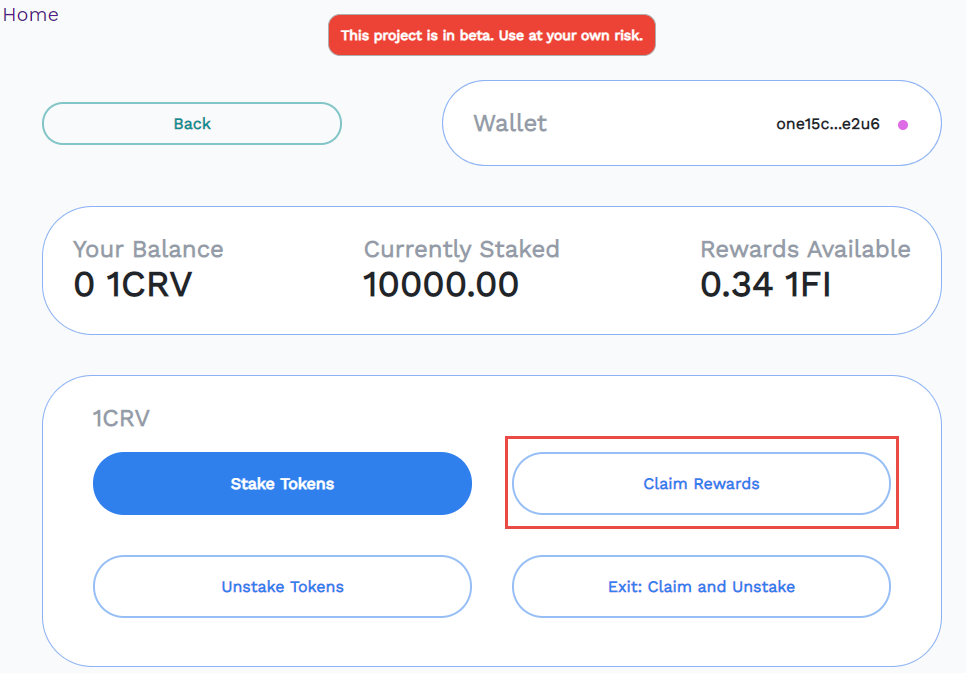 Home
This project is in beta. Use at your own risk.
Back
Wallet
one15c...e2u6
Your Balance
0 1CRV
Currently Staked
10000.00
Rewards Available
0.34 1FI
1CRV
Stake Tokens
Claim Rewards
Unstake Tokens
Exit: Claim and Unstake